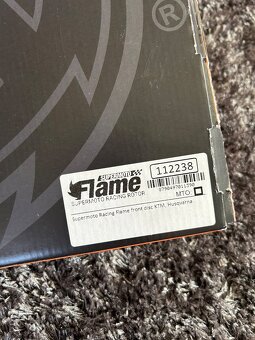 ®
SUPERMOTO
Flame
SUPERMOTO RACING ROTOR
112238
MTO
Supermoto Racing Flame front disc KTM, Husqvarna